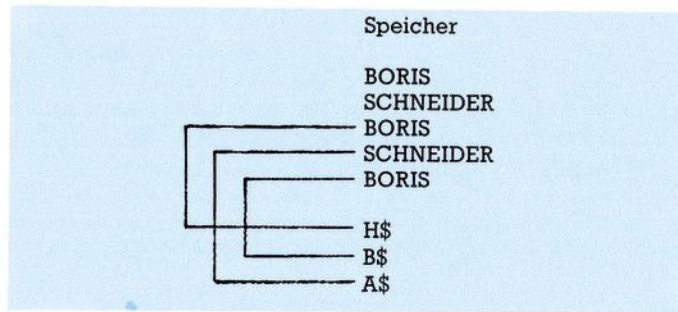 Speicher
BORIS
SCHNEIDER
BORIS
SCHNEIDER
BORIS
H$
B$
A$